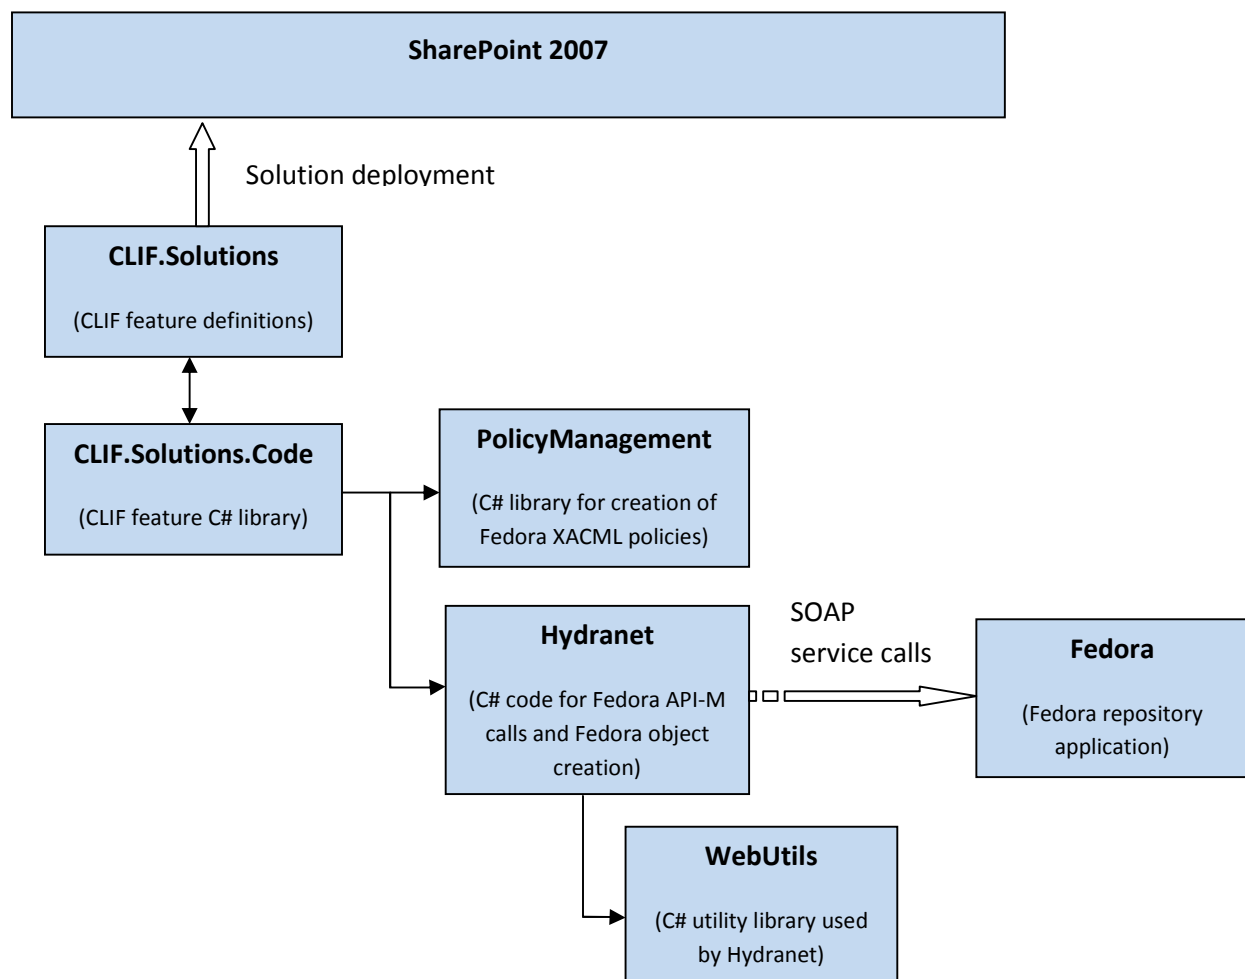 SharePoint 2007
Solution deployment
CLIF.Solutions
(CLIF feature definitions)
CLIF.Solutions.Code
(CLIF feature C# library)
PolicyManagement
(C# library for creation of
Fedora XACML policies)
Hydranet
(C# code for Fedora API-M
calls and Fedora object
creation)
SOAP
service calls
Fedora
(Fedora repository
application)
WebUtils
(C# utility library used
by Hydranet)